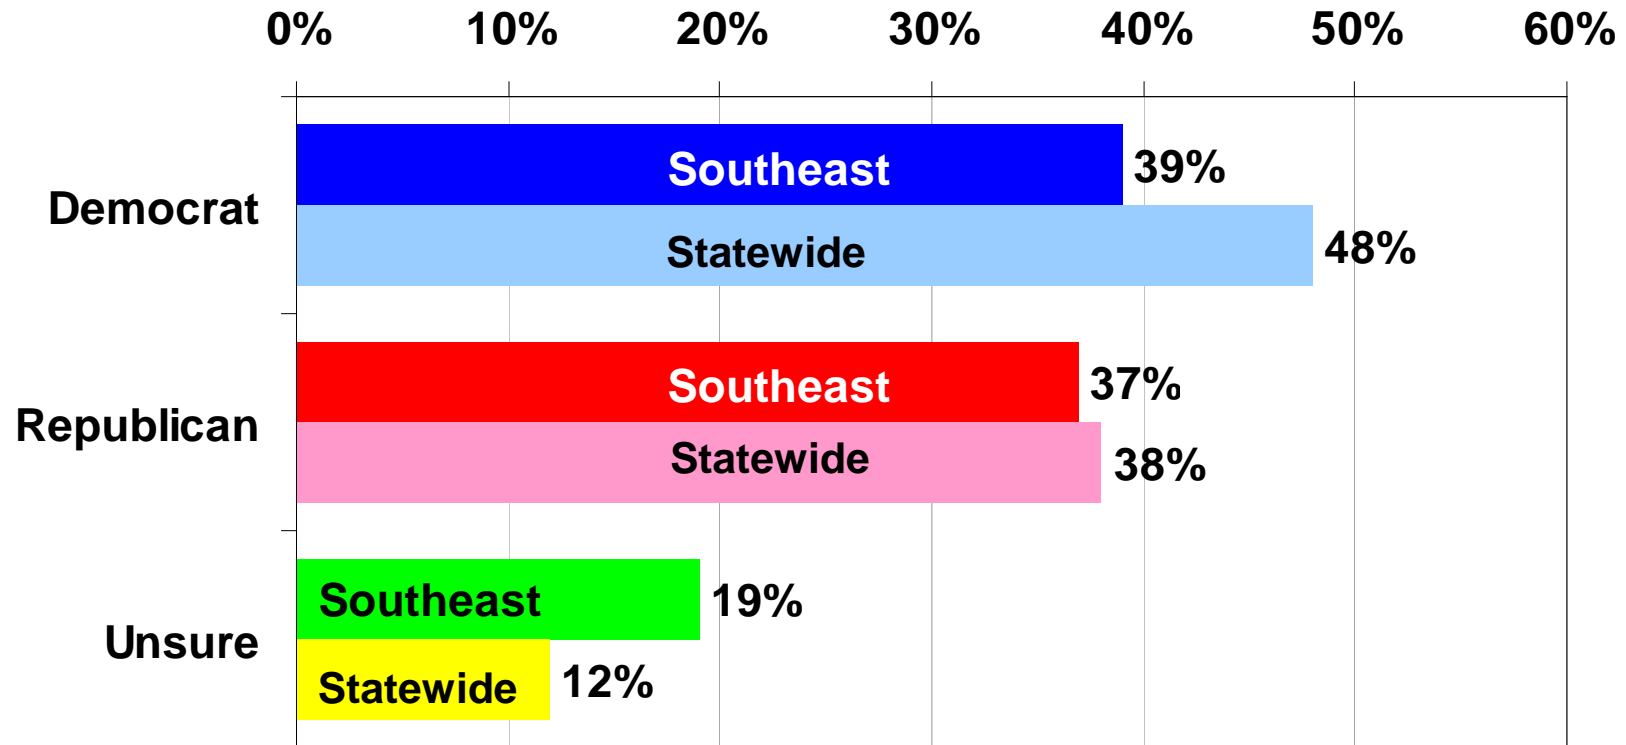 0% 10% 20% 30% 40% 50% 60%
Southeast 39%
Democrat
Statewide 48%
Southeast 37%
Republican
Statewide 38%
Southeast 19%
Unsure
Statewide 12%